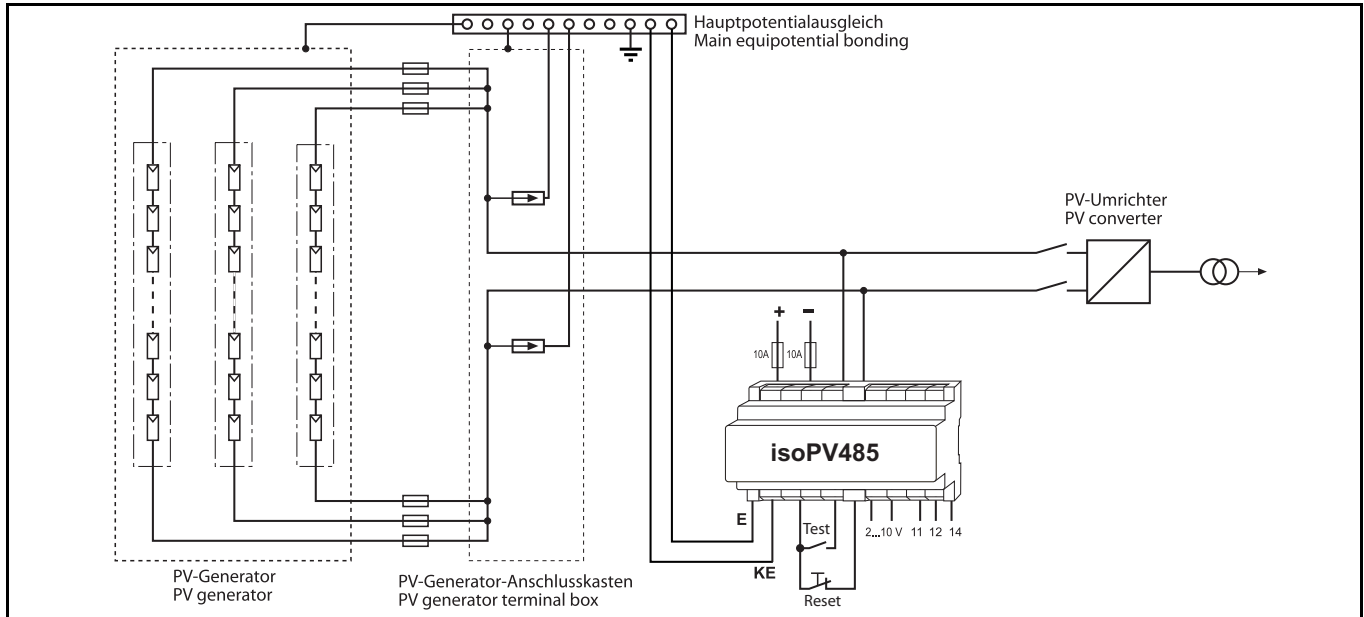 Hauptpotentialausgleich
Main equipotential bonding
PV-Umrichter
PV converter
+ –
10A 10A
isoPV485
E
KE
Test
Reset
2...10 V 11 12 14
PV-Generator
PV generator
PV-Generator-Anschlusskasten
PV generator terminal box